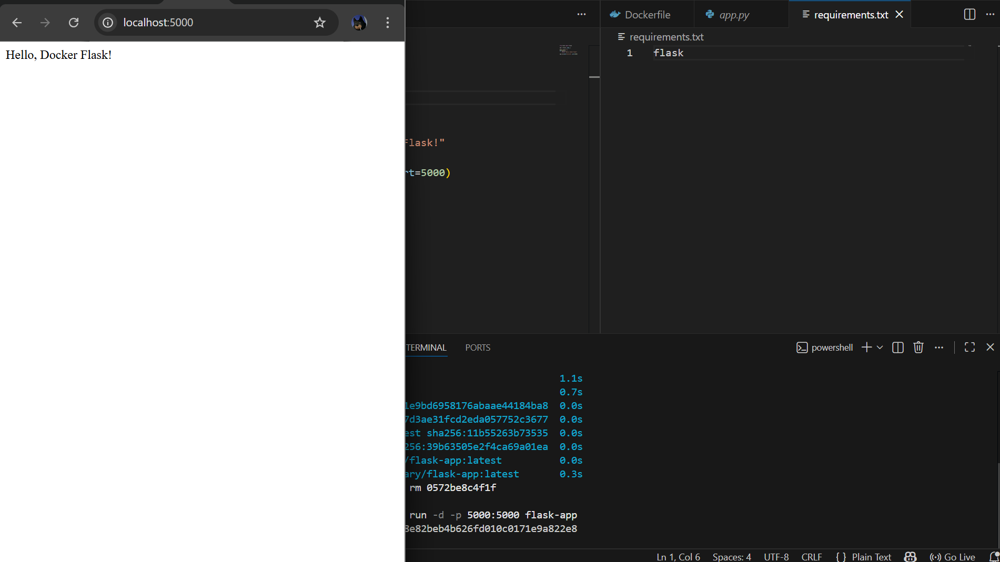 localhost:5000
Hello, Docker Flask!
Flask!"
rt=5000)
Dockerfile
app.py
requirements.txt
requirements.txt
1 flask
TERMINAL PORTS
powershell
1.1s
0.7s
1e9bd6958176abaae44184ba8 0.0s
7d3ae31fcd2eda057752c3677 0.0s
est sha256:11b55263b73535 0.0s
256:39b63505e2f4ca69a01ea 0.0s
/flask-app:latest 0.0s
ary/flask-app:latest 0.3s
rm 0572be8c4f1f
run -d -p 5000:5000 flask-app
3e82beb4b626fd010c0171e9a822e8
Ln 1, Col 6 Spaces: 4 UTF-8 CRLF { } Plain Text Go Live